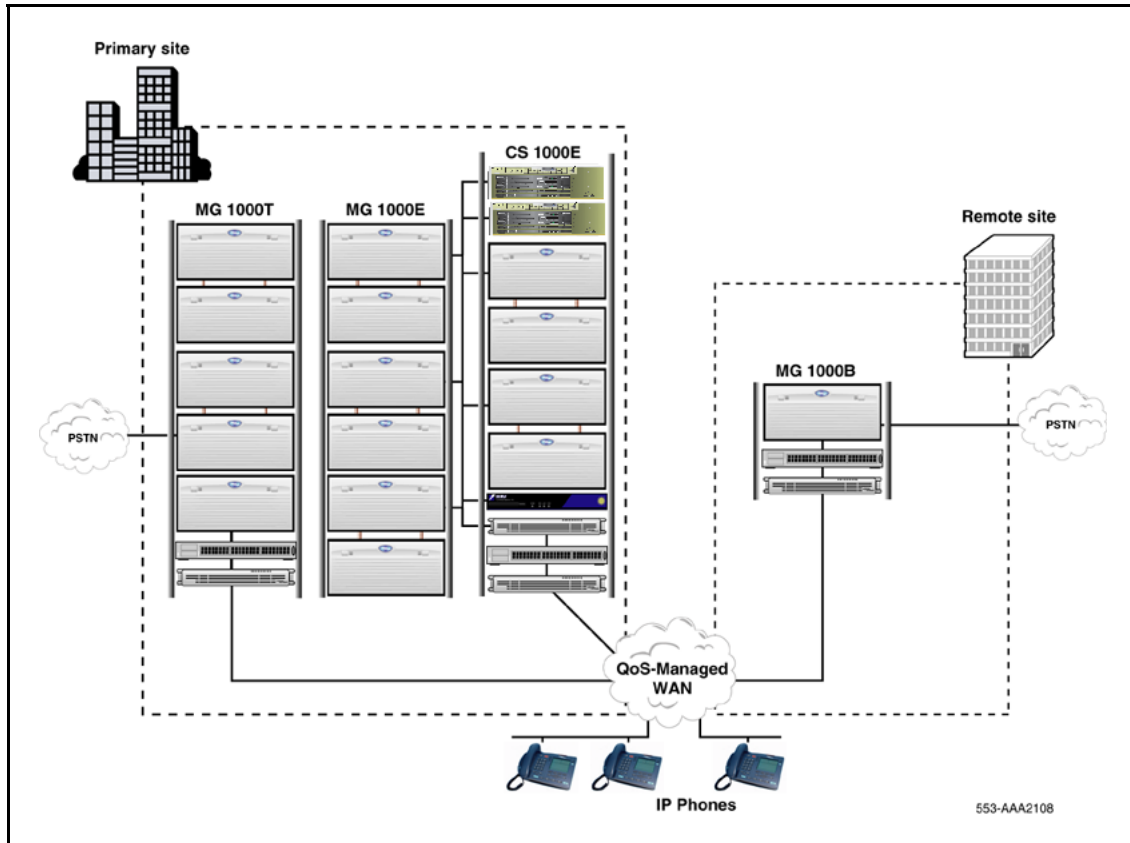 Primary site
CS 1000E
MG 1000T
MG 1000E
Remote site
MG 1000B
PSTN
PSTN
QoS-Managed
WAN
IP Phones
553-AAA2108